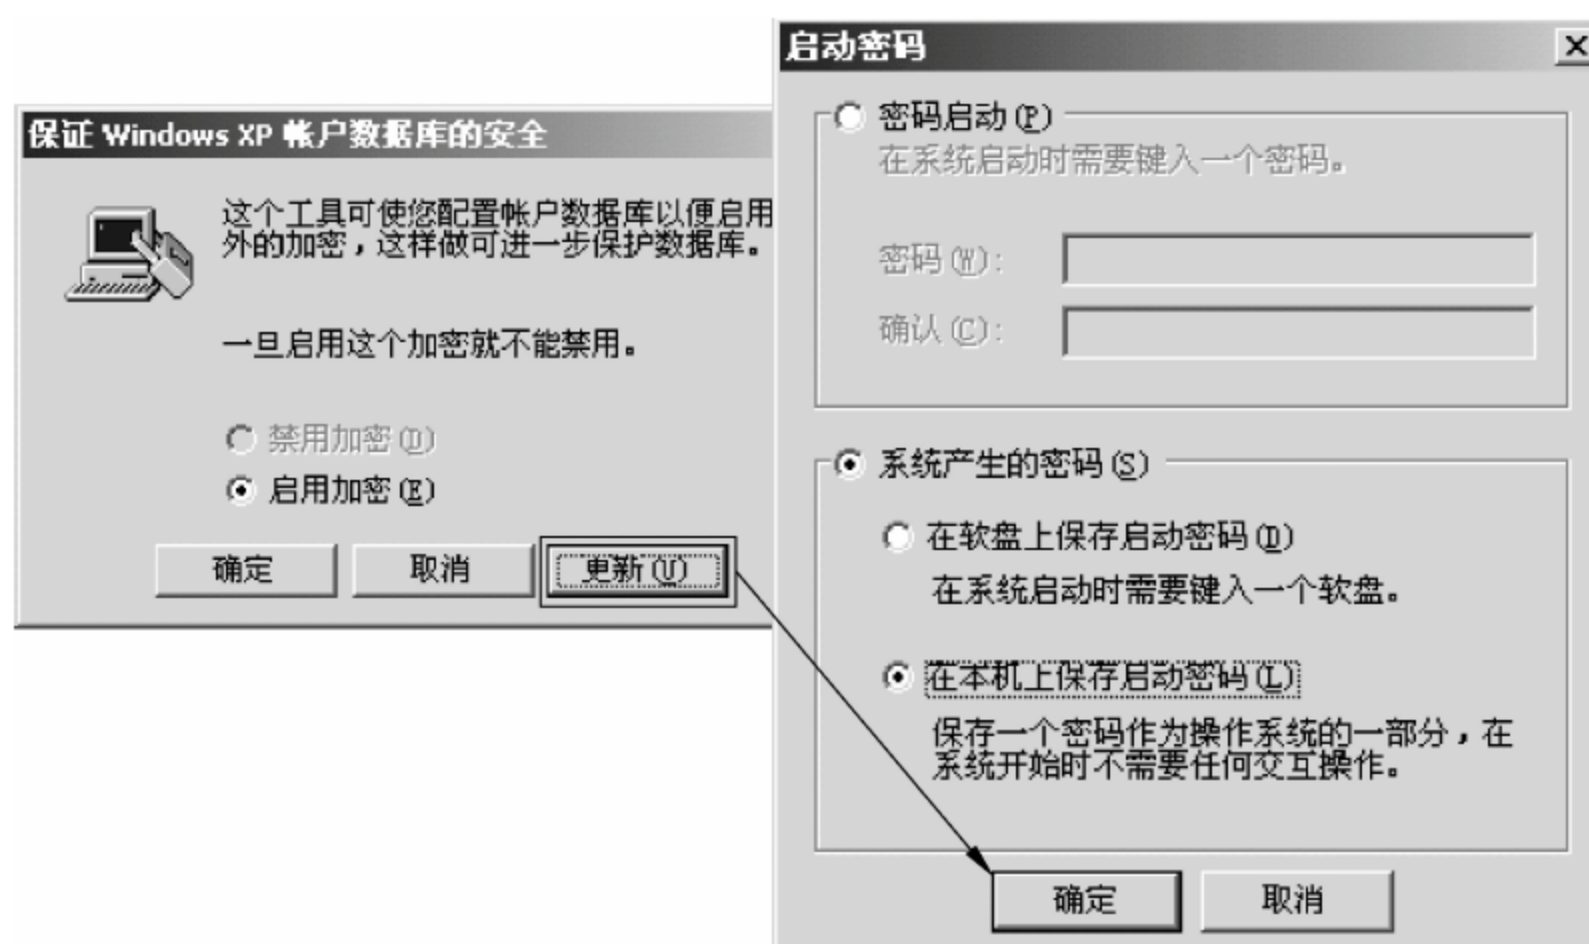 保证 Windows XP 帐户数据库的安全
这个工具可使您配置帐户数据库以便启用
外的加密，这样做可进一步保护数据库。
一旦启用这个加密就不能禁用。
禁用加密(D)
启用加密(E)
确定 取消 更新(U)
启动密码
密码启动(P)
在系统启动时需要键入一个密码。
密码(W):
确认(C):
系统产生的密码(S)
在软盘上保存启动密码(D)
在系统启动时需要键入一个软盘。
在本机上保存启动密码(L)
保存一个密码作为操作系统的一部分，在
系统开始时不需要任何交互操作。
确定 取消